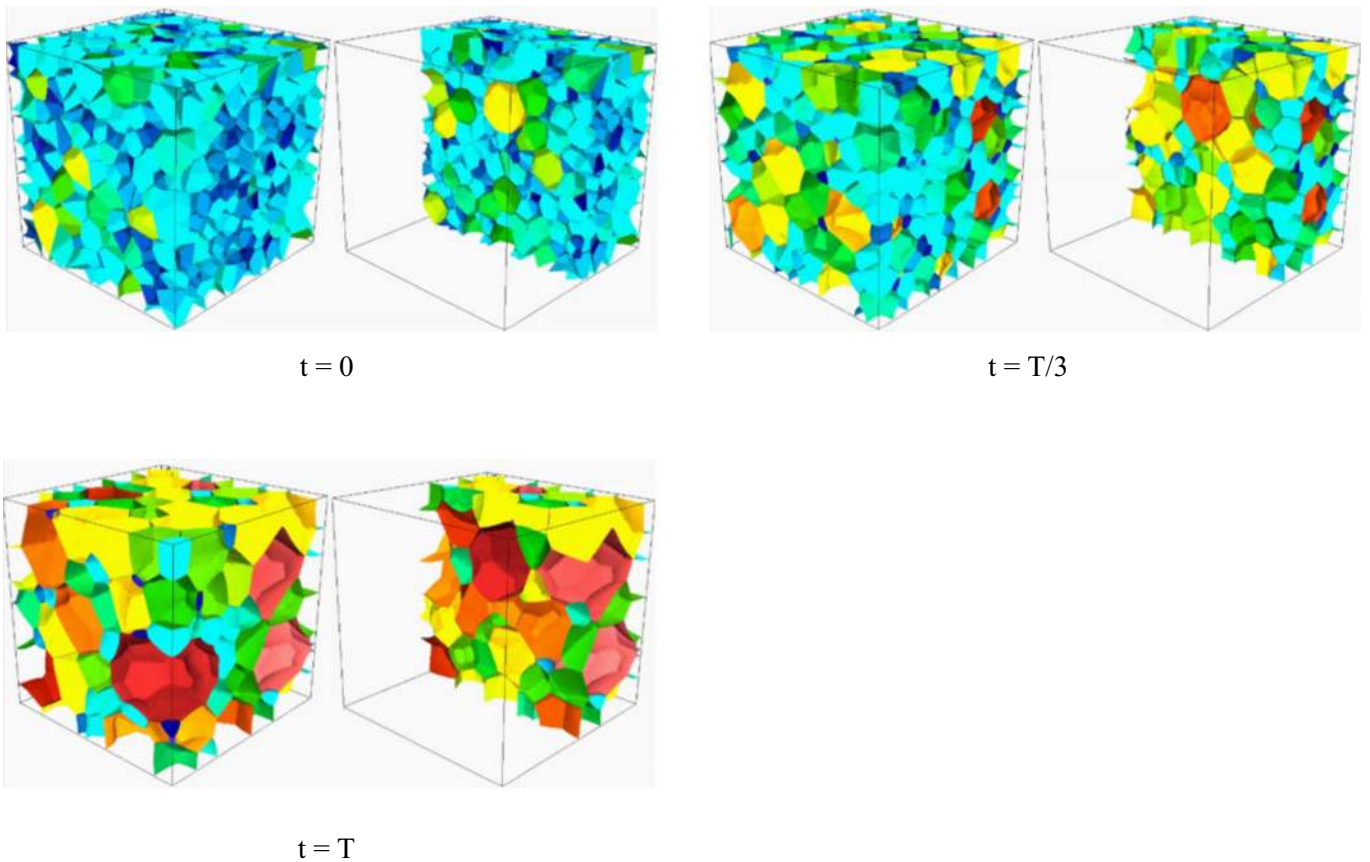 t = 0
t = T/3
t = T